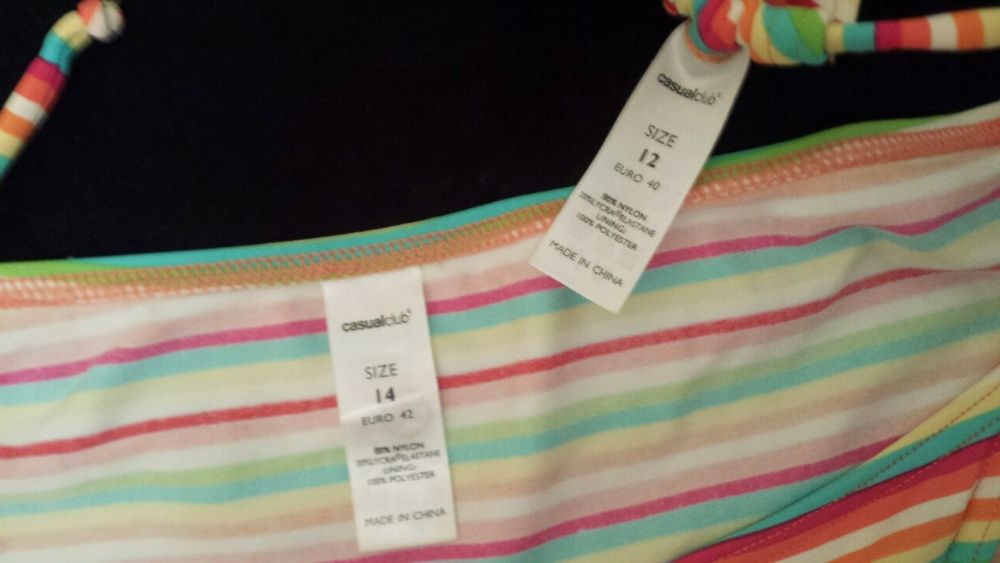 casualclub©
SIZE
14
EURO 42
80% NYLON
20%LYCRA®ELASTANE
LINING:
100% POLYESTER
MADE IN CHINA
casualclub©
SIZE
12
EURO 40
80% NYLON
20%LYCRA®ELASTANE
LINING:
100% POLYESTER
MADE IN CHINA